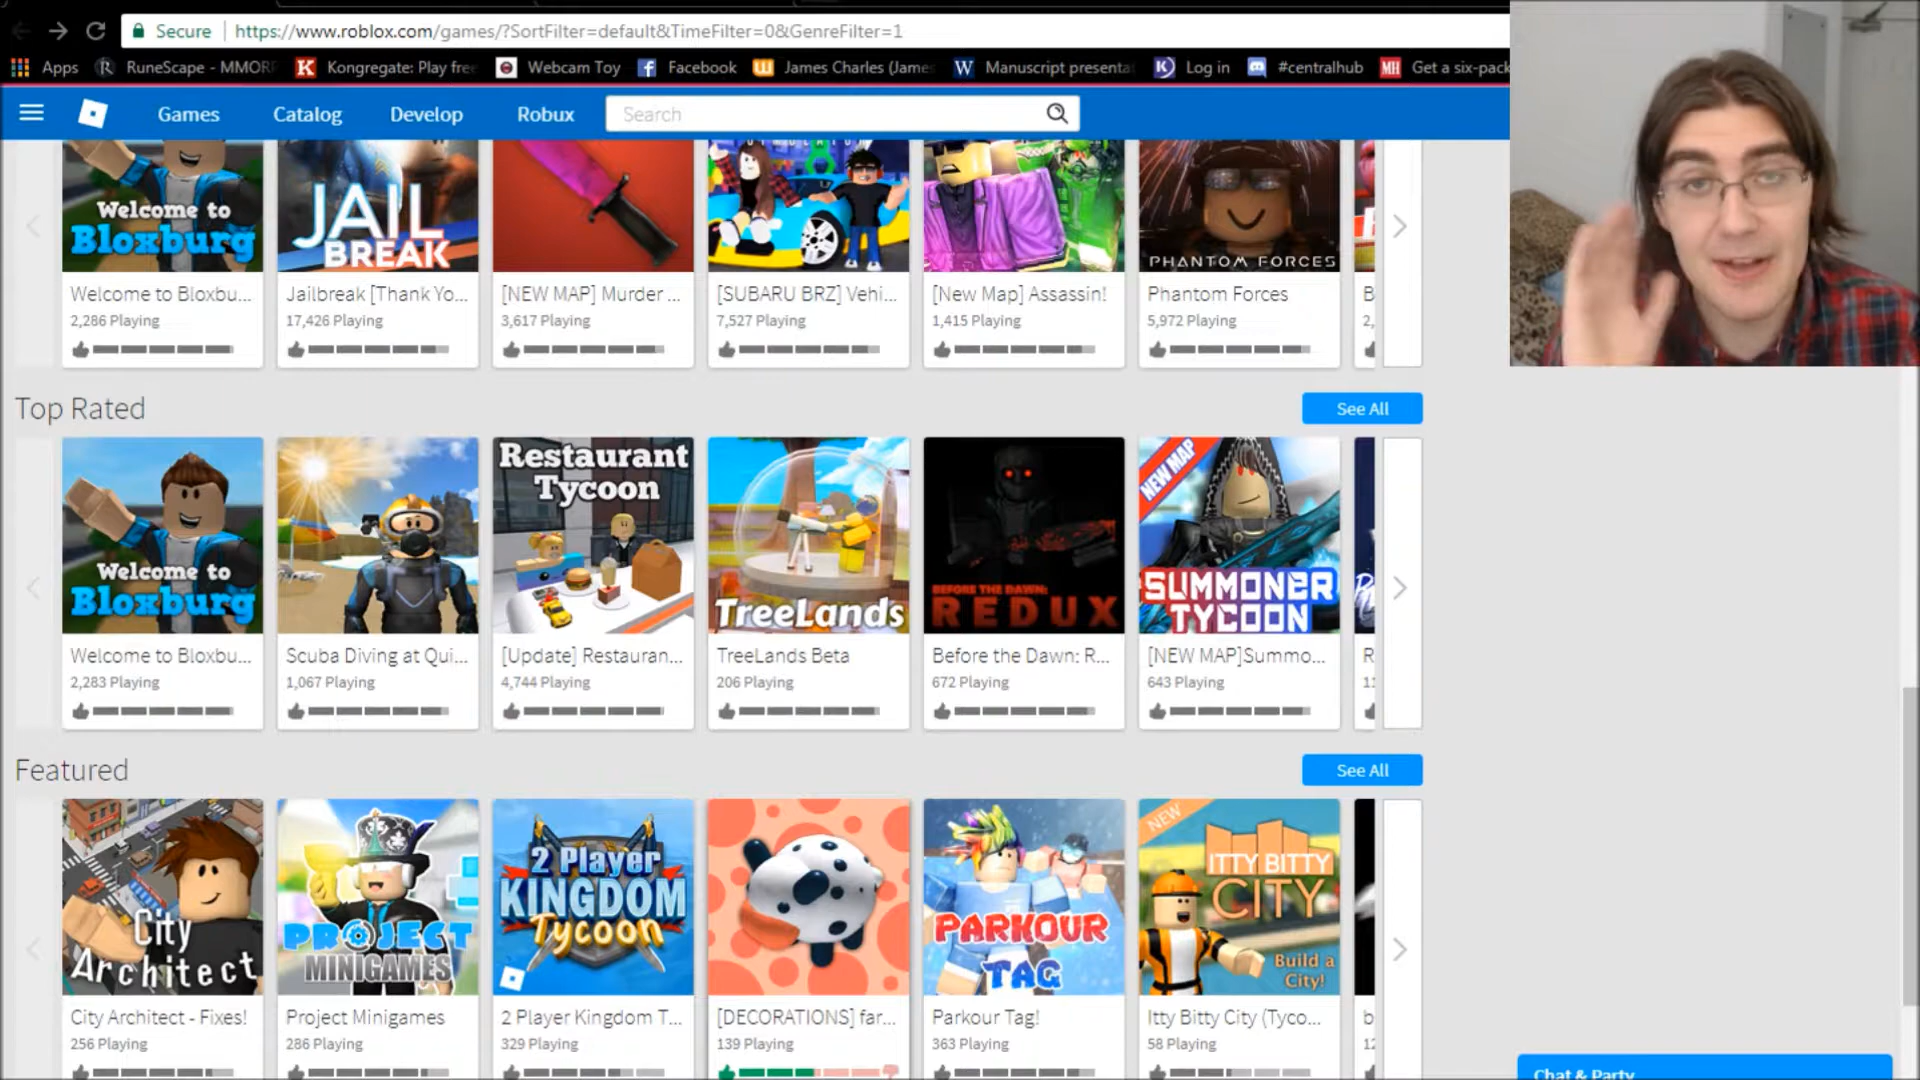 Secure https://www.roblox.com/games/?SortFilter=default&TimeFilter=0&GenreFilter=1
Apps RuneScape - MMOR Kongregate: Play fre Webcam Toy Facebook James Charles (Jame W Manuscript presenta Log in #centralhub MH Get a six-pack
Games Catalog Develop Robux Search
Welcome to Bloxburg JAIL BREAK PHANTOM FORCES
Welcome to Bloxbu... Jailbreak [Thank Yo... [NEW MAP] Murder ... [SUBARU BRZ] Vehi... [New Map] Assassin! Phantom Forces B
2,286 Playing 17,426 Playing 3,617 Playing 7,527 Playing 1,415 Playing 5,972 Playing 2,
Top Rated See All
Welcome to Bloxburg Restaurant Tycoon TreeLands BEFORE THE DAWN: REDUX NEW MAP SUMMONER TYCOON
Welcome to Bloxbu... Scuba Diving at Qui... [Update] Restauran... TreeLands Beta Before the Dawn: R... [NEW MAP]Summo... R
2,283 Playing 1,067 Playing 4,744 Playing 206 Playing 672 Playing 643 Playing 11
Featured See All
City Architect PROJECT MINIGAMES 2 Player KINGDOM Tycoon PARKOUR TAG NEW ITTY BITTY CITY Build a City!
City Architect - Fixes! Project Minigames 2 Player Kingdom T... [DECORATIONS] far... Parkour Tag! Itty Bitty City (Tyco... b
256 Playing 286 Playing 329 Playing 139 Playing 363 Playing 58 Playing 12
Chat & Party